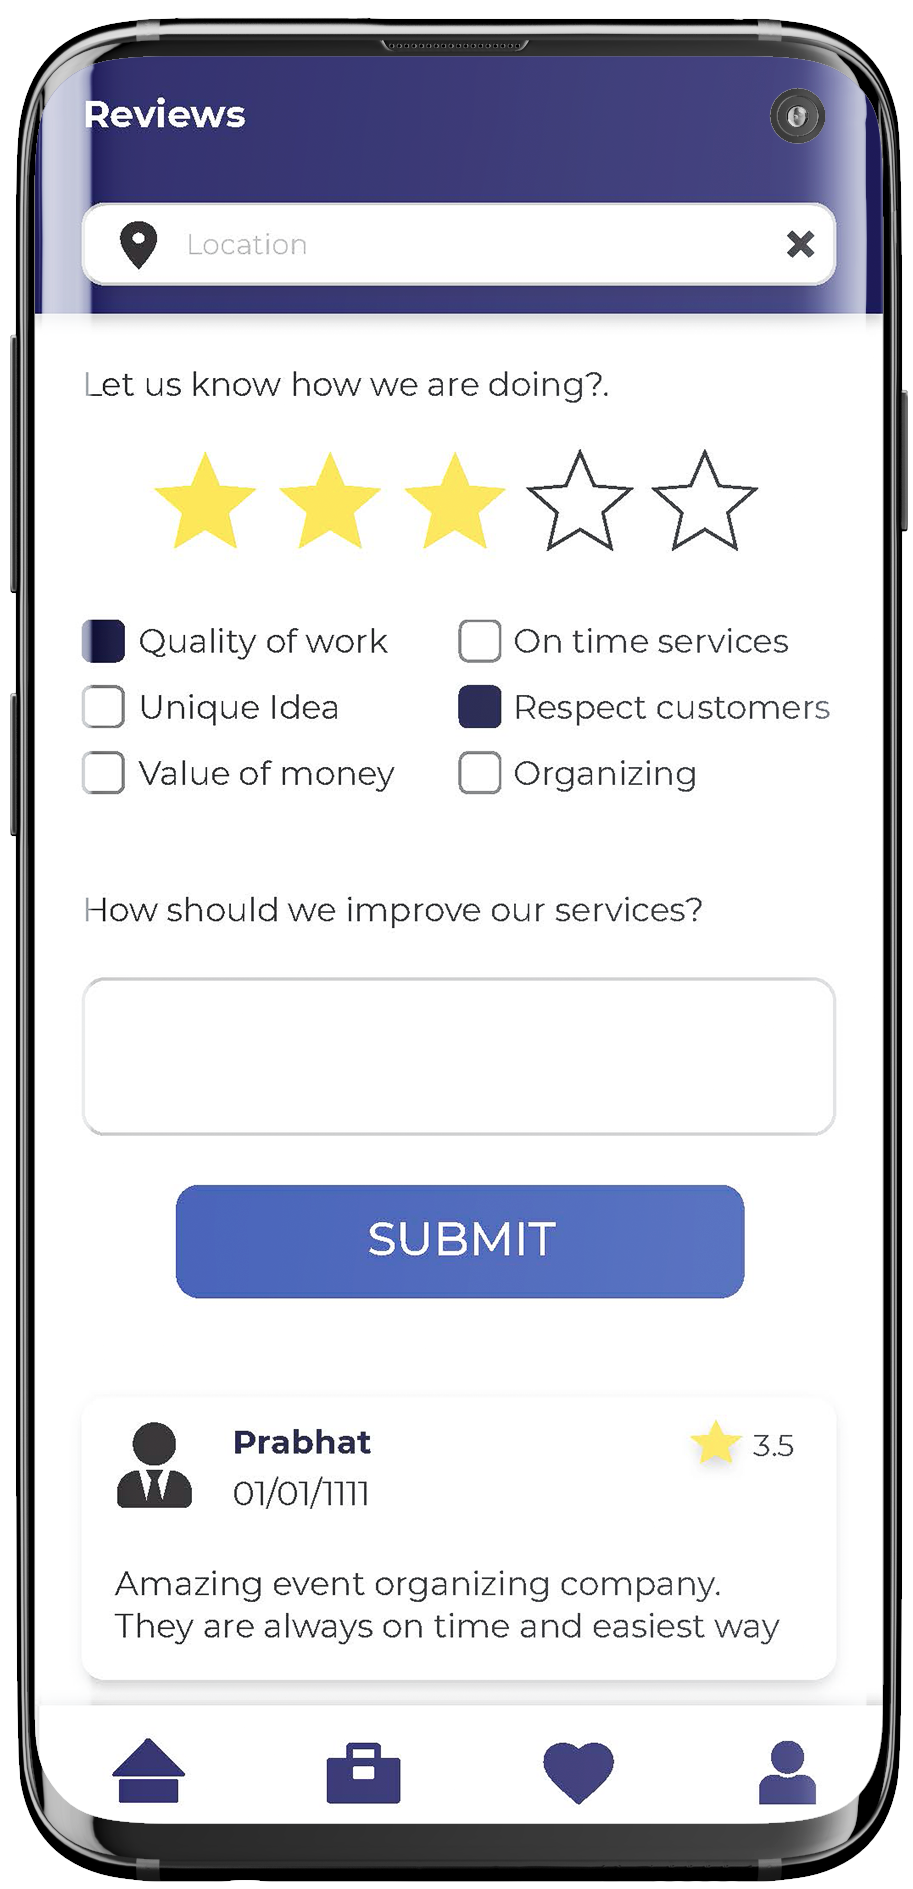 Reviews
Location
Let us know how we are doing?.
Quality of work
On time services
Unique Idea
Respect customers
Value of money
Organizing
How should we improve our services?
SUBMIT
Prabhat
3.5
01/01/1111
Amazing event organizing company.
They are always on time and easiest way